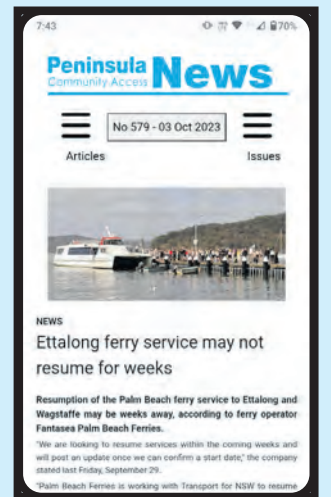 7:43
70%
Peninsula
Community Access
News
No 579 - 03 Oct 2023
Articles
Issues
NEWS
Ettalong ferry service may not
resume for weeks
Resumption of the Palm Beach ferry service to Ettalong and
Wagstaffe may be weeks away, according to ferry operator
Fantasea Palm Beach Ferries.
"We are looking to resume services within the coming weeks and
will post an update once we can confirm a start date," the company
stated last Friday, September 29.
"Palm Beach Ferries is working with Transport for NSW to resume